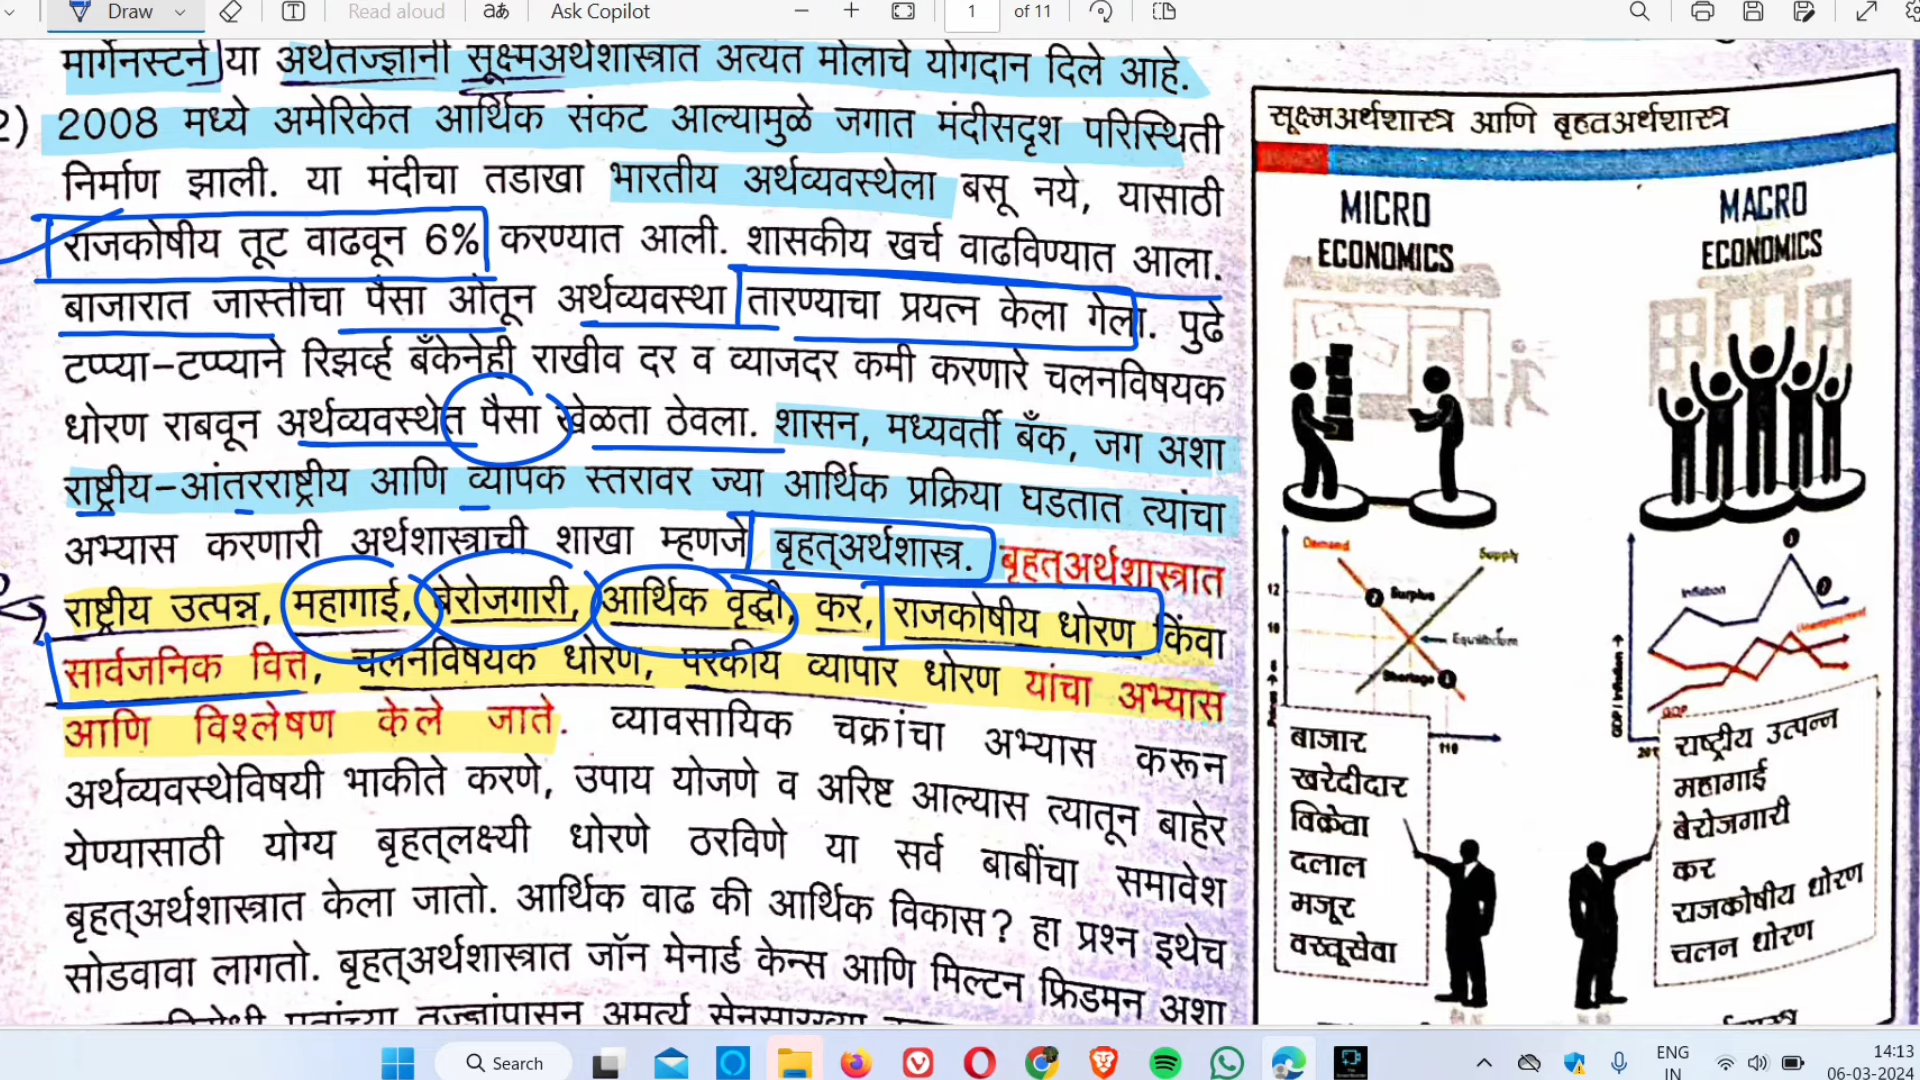 Draw
Read aloud
Ask Copilot
1 of 11
मार्गेनस्टर्न या अर्थतज्ज्ञांनी सूक्ष्मअर्थशास्त्रात अत्यंत मोलाचे योगदान दिले आहे.
2) 2008 मध्ये अमेरिकेत आर्थिक संकट आल्यामुळे जगात मंदीसदृश परिस्थिती
निर्माण झाली. या मंदीचा तडाखा भारतीय अर्थव्यवस्थेला बसू नये, यासाठी
राजकोषीय तूट वाढवून 6% करण्यात आली. शासकीय खर्च वाढविण्यात आला.
बाजारात जास्तीचा पैसा ओतून अर्थव्यवस्था तारण्याचा प्रयत्न केला गेला. पुढे
टप्प्या-टप्प्याने रिझर्व्ह बँकेनेही राखीव दर व व्याजदर कमी करणारे चलनविषयक
धोरण राबवून अर्थव्यवस्थेत पैसा खेळता ठेवला. शासन, मध्यवर्ती बँक, जग अशा
राष्ट्रीय-आंतरराष्ट्रीय आणि व्यापक स्तरावर ज्या आर्थिक प्रक्रिया घडतात त्यांचा
अभ्यास करणारी अर्थशास्त्राची शाखा म्हणजे बृहत्अर्थशास्त्र. बृहत्अर्थशास्त्रात
राष्ट्रीय उत्पन्न, महागाई, बेरोजगारी, आर्थिक वृद्धी, कर, राजकोषीय धोरण किंवा
सार्वजनिक वित्त, चलनविषयक धोरण, परकीय व्यापार धोरण यांचा अभ्यास
आणि विश्लेषण केले जाते. व्यावसायिक चक्रांचा अभ्यास करून
अर्थव्यवस्थेविषयी भाकीते करणे, उपाय योजणे व अरिष्ट आल्यास त्यातून बाहेर
येण्यासाठी योग्य बृहत्लक्ष्यी धोरणे ठरविणे या सर्व बाबींचा समावेश
बृहत्अर्थशास्त्रात केला जातो. आर्थिक वाढ की आर्थिक विकास? हा प्रश्न इथेच
सोडवावा लागतो. बृहत्अर्थशास्त्रात जॉन मेनार्ड केन्स आणि मिल्टन फ्रिडमन अशा
सूक्ष्मअर्थशास्त्र आणि बृहतअर्थशास्त्र
MICRO
ECONOMICS
MACRO
ECONOMICS
Demand
Supply
12
Surplus
10
Equilibrium
Shortage
110
Inflation
Unemployment
GDP
GDP / Inflation
बाजार
खरेदीदार
विक्रेता
दलाल
मजूर
वस्तूसेवा
राष्ट्रीय उत्पन्न
महागाई
बेरोजगारी
कर
राजकोषीय धोरण
चलन धोरण
Search
ENG
IN
14:13
06-03-2024